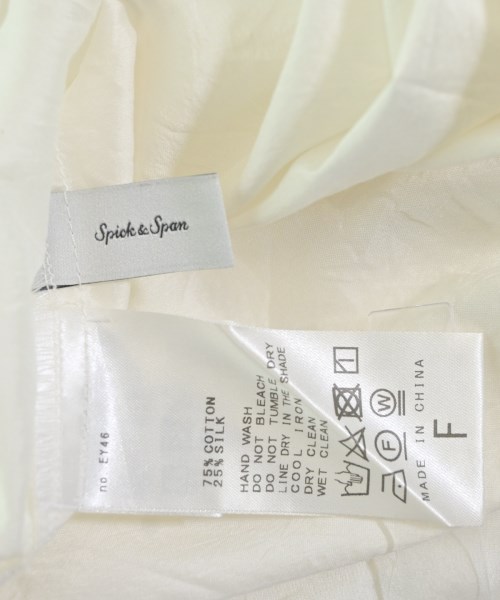 Spick & Span
no. EY46
75% COTTON
25% SILK
HAND WASH
DO NOT BLEACH
DO NOT TUMBLE DRY
LINE DRY IN THE SHADE
COOL IRON
DRY CLEAN
WET CLEAN
F W
MADE IN CHINA
F